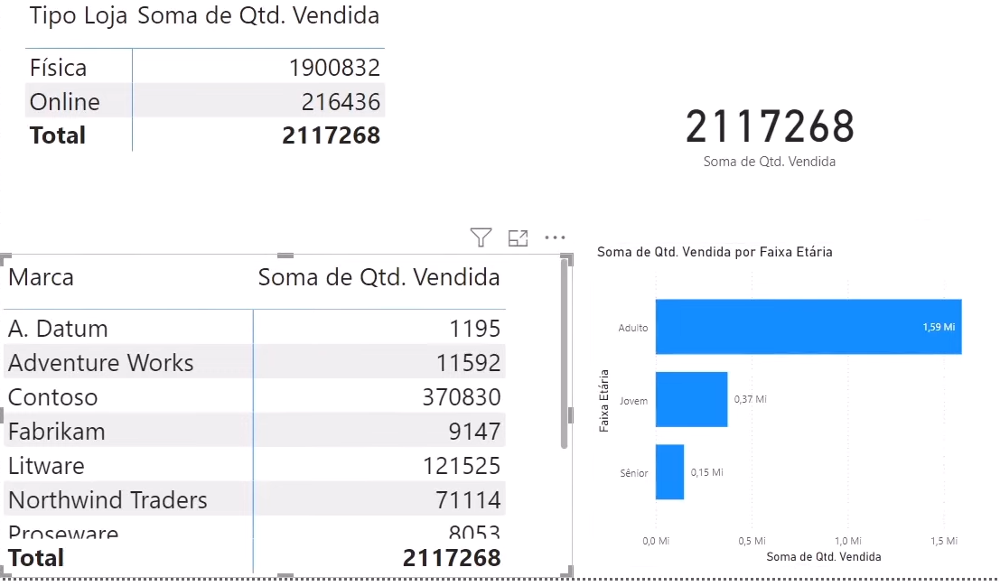 Tipo Loja Soma de Qtd. Vendida
Física 1900832
Online 216436
Total 2117268
2117268
Soma de Qtd. Vendida
Marca Soma de Qtd. Vendida
A. Datum 1195
Adventure Works 11592
Contoso 370830
Fabrikam 9147
Litware 121525
Northwind Traders 71114
Proseware 8053
Total 2117268
Soma de Qtd. Vendida por Faixa Etária
Faixa Etária
Adulto 1,59 Mi
Jovem 0,37 Mi
Sênior 0,15 Mi
0,0 Mi 0,5 Mi 1,0 Mi 1,5 Mi
Soma de Qtd. Vendida